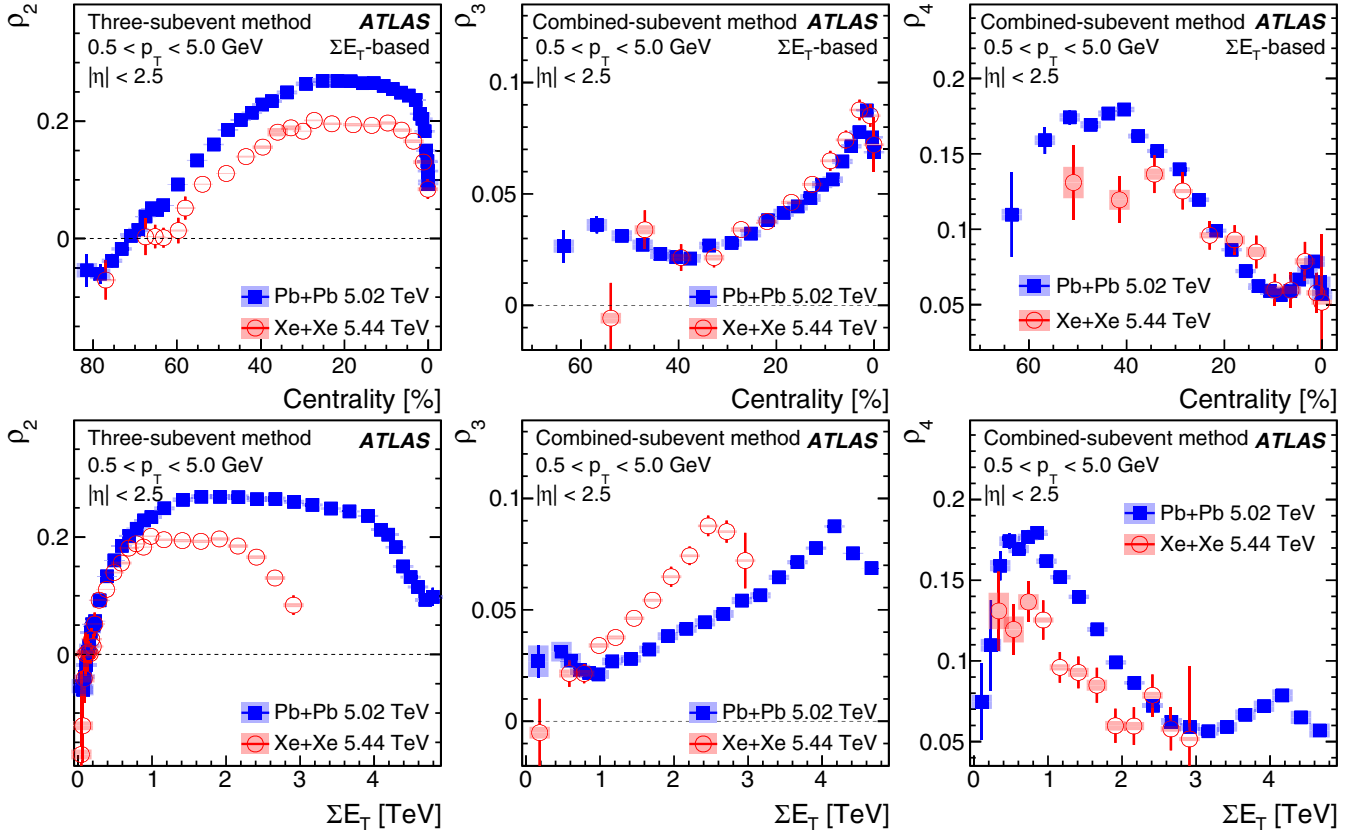 ρ2
Three-subevent method ATLAS
0.5 < pT < 5.0 GeV ΣET-based
|η| < 2.5
0.2
0
Pb+Pb 5.02 TeV
Xe+Xe 5.44 TeV
80 60 40 20 0
Centrality [%]
ρ3
Combined-subevent method ATLAS
0.5 < pT < 5.0 GeV ΣET-based
|η| < 2.5
0.1
0.05
0
Pb+Pb 5.02 TeV
Xe+Xe 5.44 TeV
80 60 40 20 0
Centrality [%]
ρ4
Combined-subevent method ATLAS
0.5 < pT < 5.0 GeV ΣET-based
|η| < 2.5
0.2
0.15
0.1
0.05
Pb+Pb 5.02 TeV
Xe+Xe 5.44 TeV
60 40 20 0
Centrality [%]
ρ2
Three-subevent method ATLAS
0.5 < pT < 5.0 GeV
|η| < 2.5
0.2
0
Pb+Pb 5.02 TeV
Xe+Xe 5.44 TeV
0 1 2 3 4
ΣET [TeV]
ρ3
Combined-subevent method ATLAS
0.5 < pT < 5.0 GeV
|η| < 2.5
0.1
0.05
0
Pb+Pb 5.02 TeV
Xe+Xe 5.44 TeV
0 1 2 3 4
ΣET [TeV]
ρ4
Combined-subevent method ATLAS
0.5 < pT < 5.0 GeV
|η| < 2.5
Pb+Pb 5.02 TeV
Xe+Xe 5.44 TeV
0.2
0.15
0.1
0.05
0 1 2 3 4
ΣET [TeV]